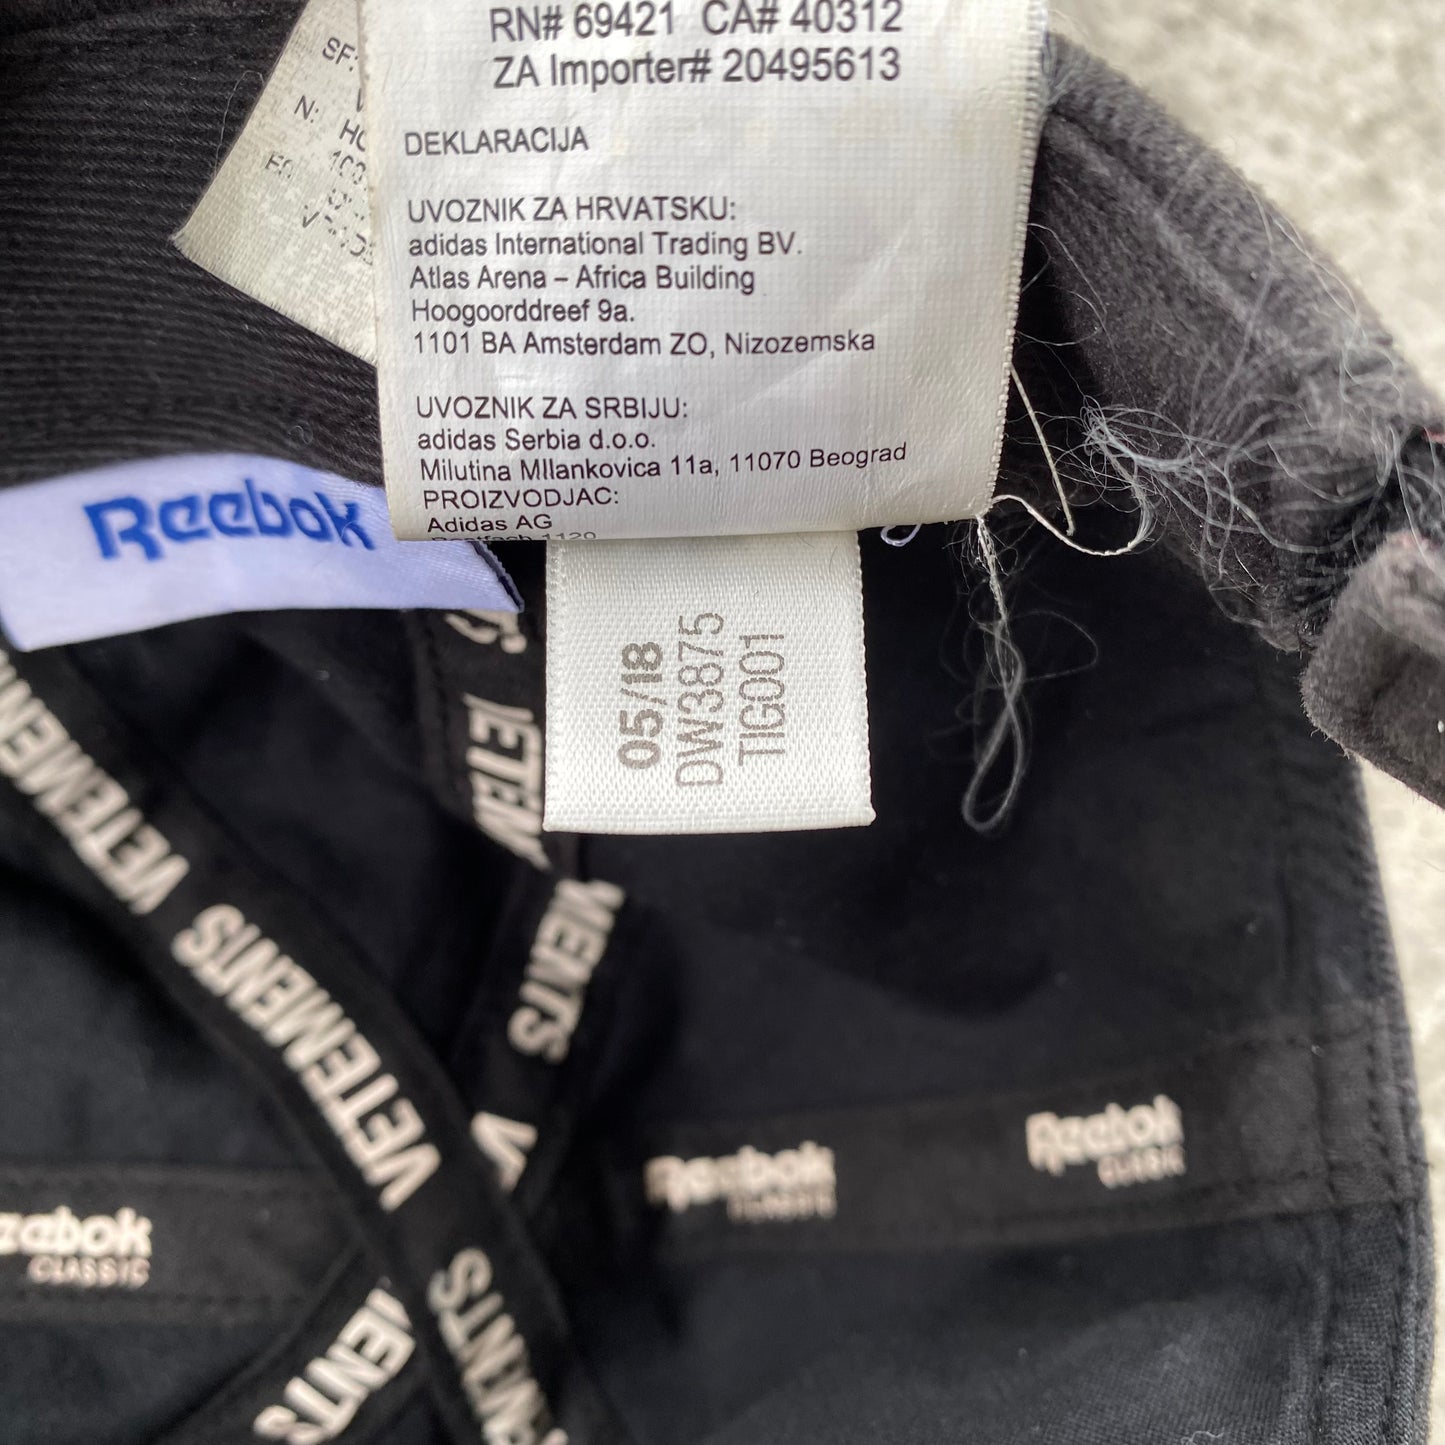 RN# 69421 CA# 40312
ZA Importer# 20495613
DEKLARACIJA
UVOZNIK ZA HRVATSKU:
adidas International Trading BV.
Atlas Arena – Africa Building
Hoogoorddreef 9a.
1101 BA Amsterdam ZO, Nizozemska
UVOZNIK ZA SRBIJU:
adidas Serbia d.o.o.
Milutina MIlankovica 11a, 11070 Beograd
PROIZVODJAC:
Adidas AG
SF:
N:
Reebok
05/18
DW3875
TIG001
VETEMENTS
VETEMENTS
Reebok
CLASSIC
Reebok
CLASSIC
CLASSIC